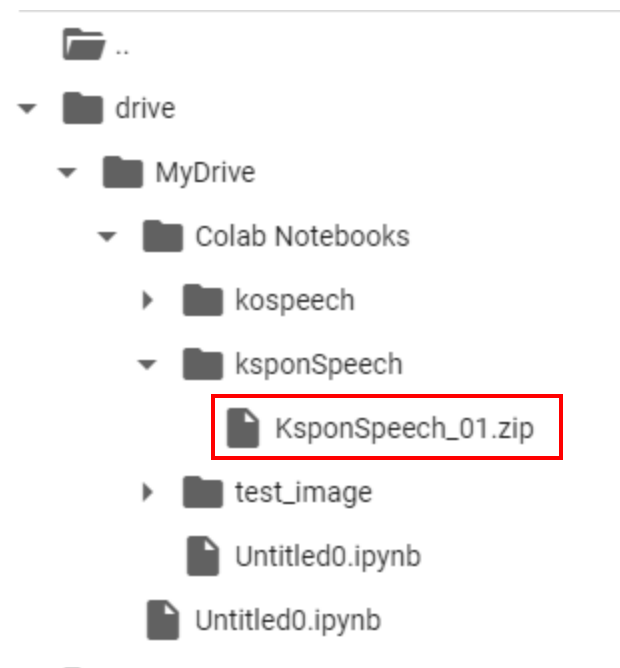 ..
drive
MyDrive
Colab Notebooks
kospeech
ksponSpeech
KsponSpeech_01.zip
test_image
Untitled0.ipynb
Untitled0.ipynb